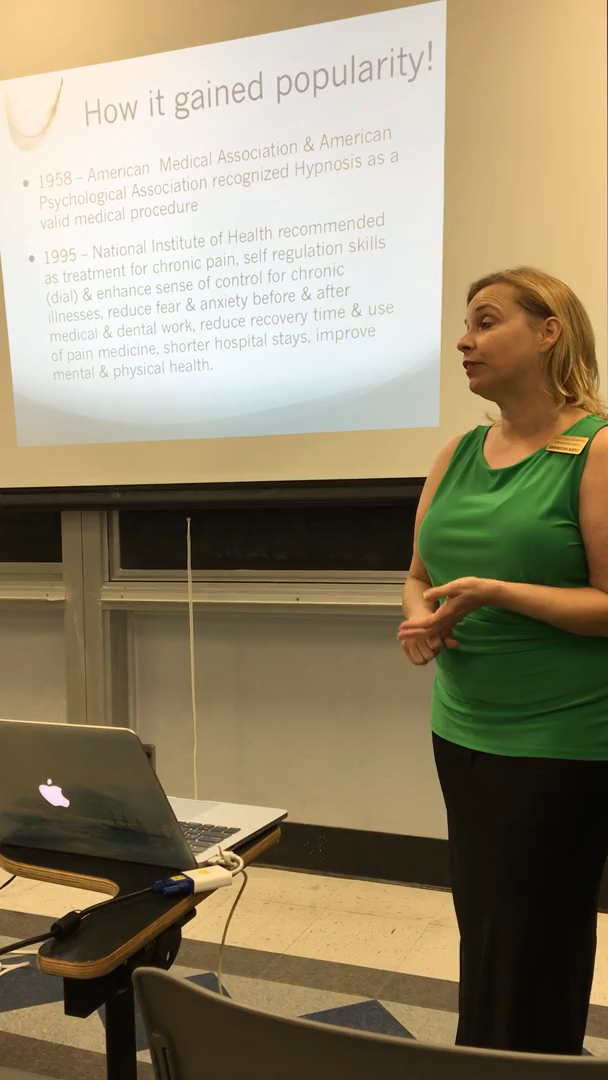 How it gained popularity!
• 1958 – American Medical Association & American
Psychological Association recognized Hypnosis as a
valid medical procedure
• 1995 – National Institute of Health recommended
as treatment for chronic pain, self regulation skills
(dial) & enhance sense of control for chronic
illnesses, reduce fear & anxiety before & after
medical & dental work, reduce recovery time & use
of pain medicine, shorter hospital stays, improve
mental & physical health.